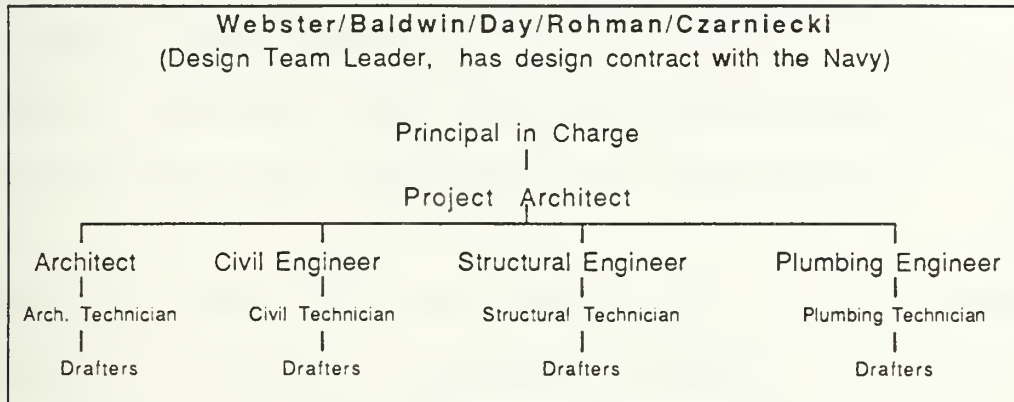 Webster/Baldwin/Day/Rohman/Czarniecki
(Design Team Leader, has design contract with the Navy)
Principal in Charge
Project Architect
Architect Civil Engineer Structural Engineer Plumbing Engineer
Arch. Technician Civil Technician Structural Technician Plumbing Technician
Drafters Drafters Drafters Drafters